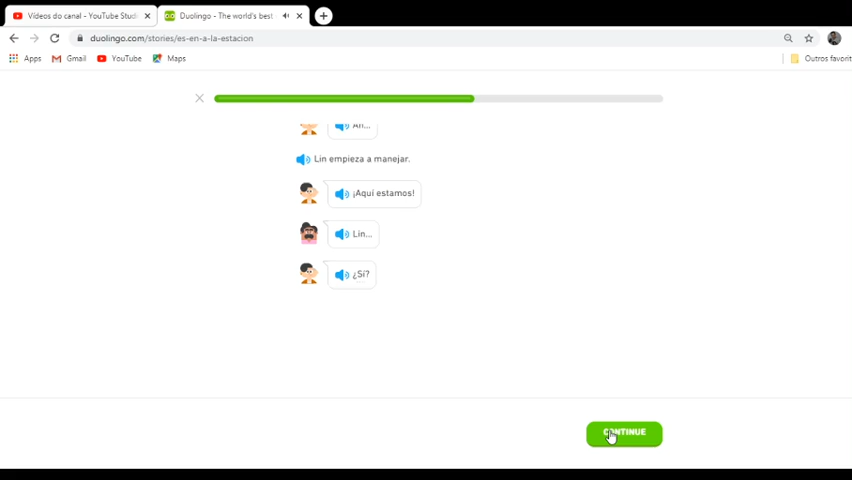 Vídeos do canal - YouTube Stud
Duolingo - The world's best
duolingo.com/stories/es-en-a-la-estacion
Apps
Gmail
YouTube
Maps
Outros favorit
Ah...
Lin empieza a manejar.
¡Aquí estamos!
Lin...
¿Sí?
CONTINUE